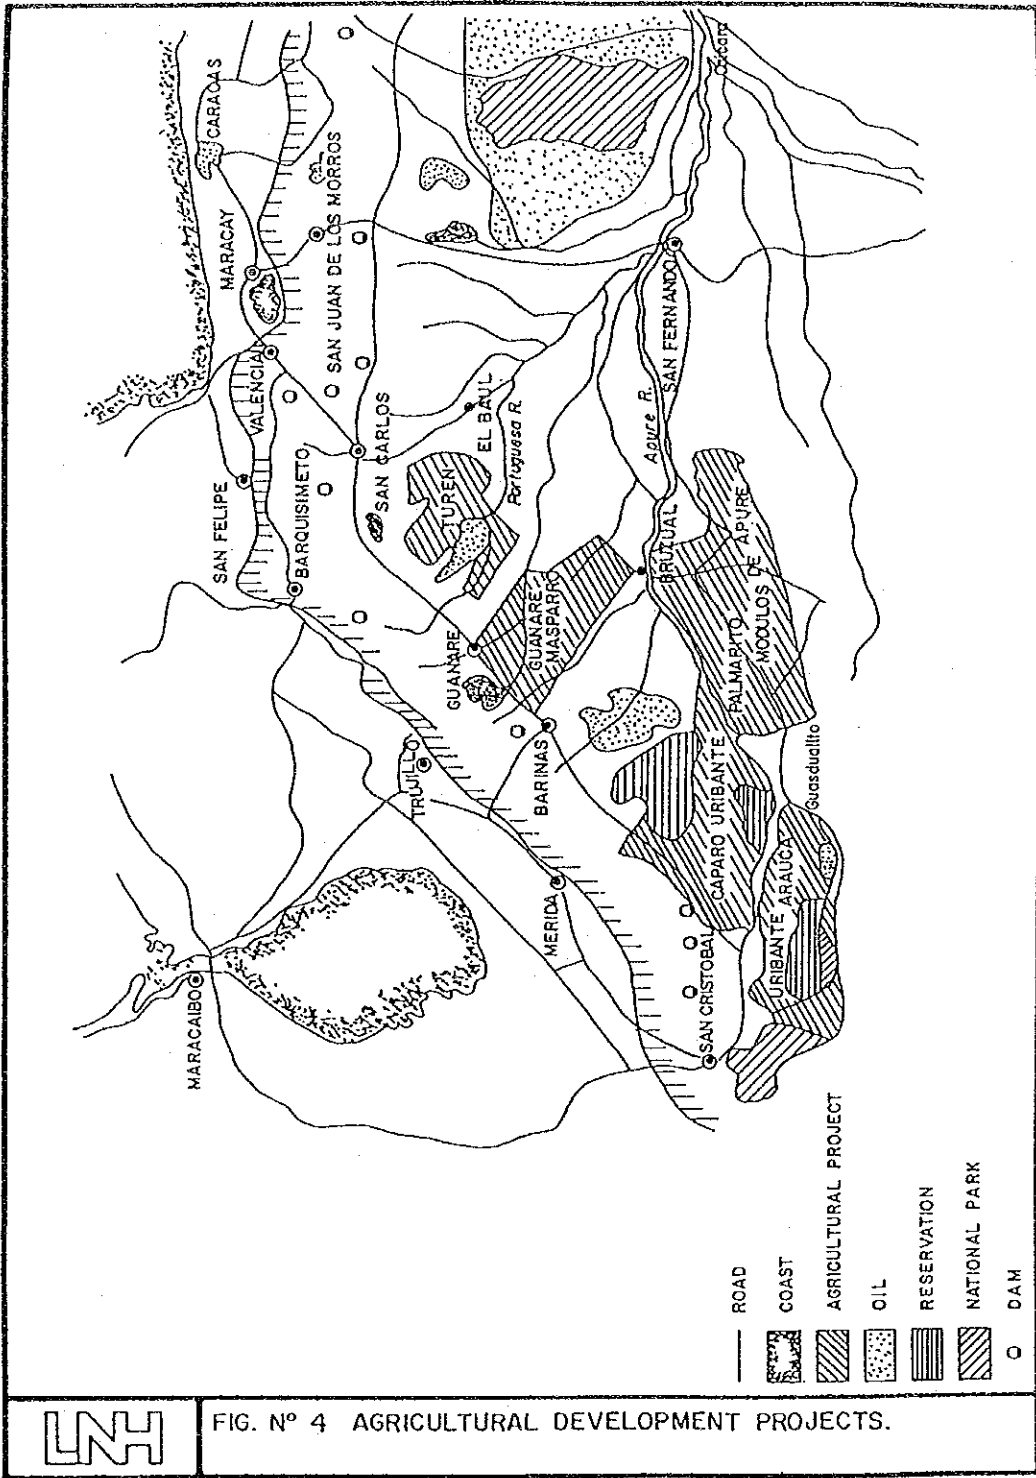 CARACAS
MARACAY
VALENCIA
SAN JUAN DE LOS MORROS
SAN FELIPE
BARQUISIMETO
SAN CARLOS
EL BAUL
TUREN
Portuguesa R.
Apure R.
SAN FERNANDO
GUANARE
GUANARE
MASPARRO
BRUZUAL
TRUJILLO
BARINAS
MERIDA
MARACAIBO
SAN CRISTOBAL
CAPARO URIBANTE
PALMARITO
MODULOS DE APURE
URIBANTE
ARAUCA
Guasdualito
ROAD
COAST
AGRICULTURAL PROJECT
OIL
RESERVATION
NATIONAL PARK
DAM
LNH
FIG. Nº 4 AGRICULTURAL DEVELOPMENT PROJECTS.